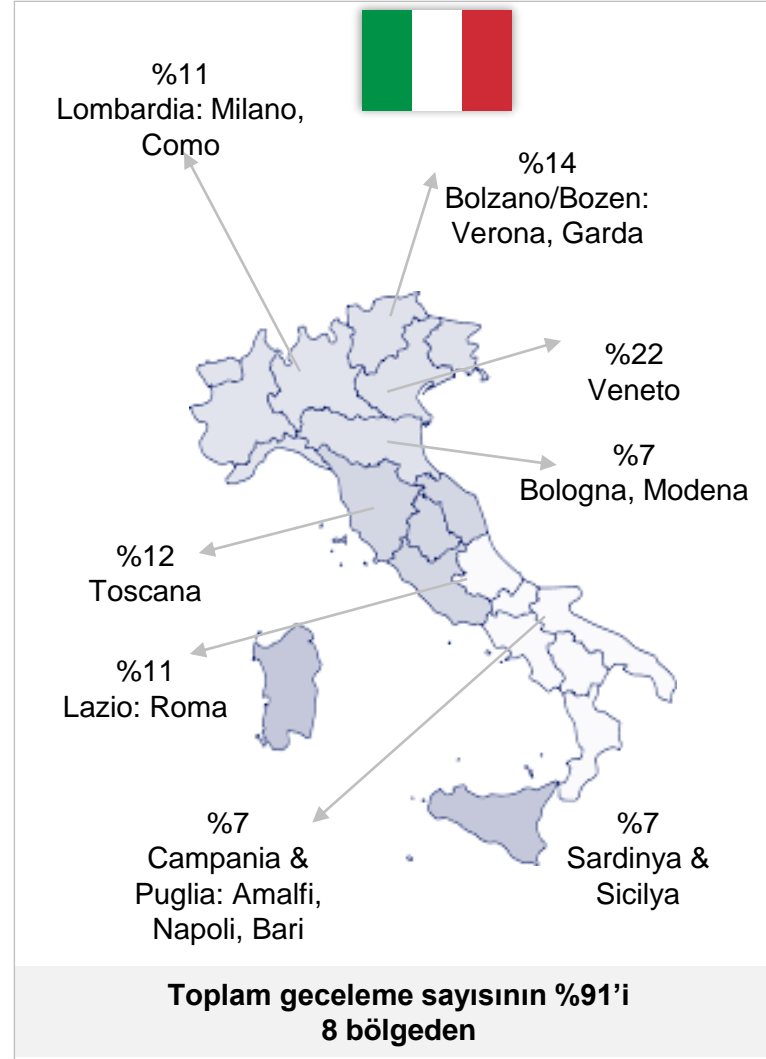 %11
Lombardia: Milano,
Como
%14
Bolzano/Bozen:
Verona, Garda
%22
Veneto
%7
Bologna, Modena
%12
Toscana
%11
Lazio: Roma
%7
Campania &
Puglia: Amalfi,
Napoli, Bari
%7
Sardinya &
Sicilya
Toplam geceleme sayısının %91’i
8 bölgeden